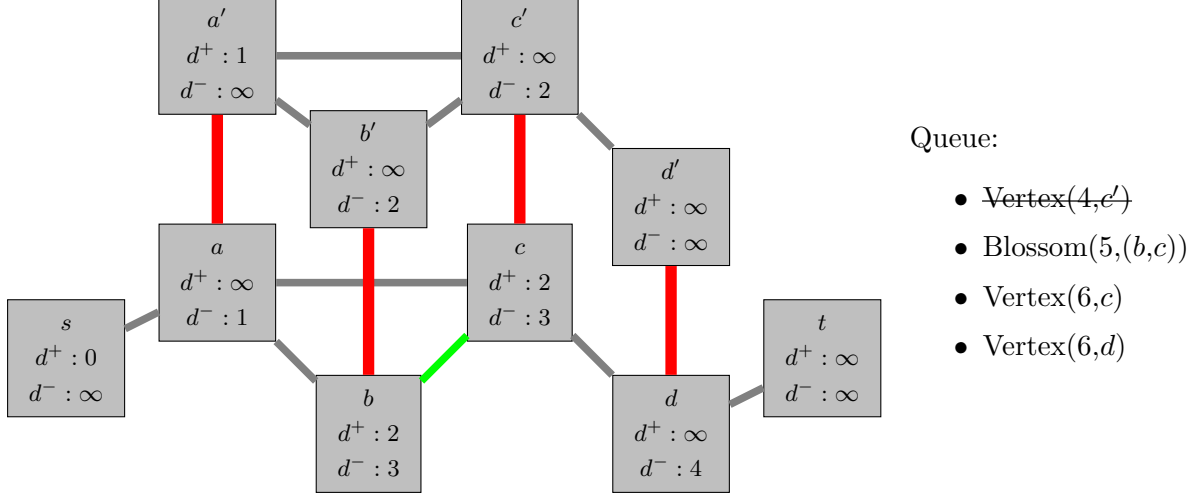 a′
d⁺ : 1
d⁻ : ∞
c′
d⁺ : ∞
d⁻ : 2
b′
d⁺ : ∞
d⁻ : 2
d′
d⁺ : ∞
d⁻ : ∞
a
d⁺ : ∞
d⁻ : 1
c
d⁺ : 2
d⁻ : 3
s
d⁺ : 0
d⁻ : ∞
b
d⁺ : 2
d⁻ : 3
d
d⁺ : ∞
d⁻ : 4
t
d⁺ : ∞
d⁻ : ∞
Queue:
• Vertex(4,c′)
• Blossom(5,(b,c))
• Vertex(6,c)
• Vertex(6,d)